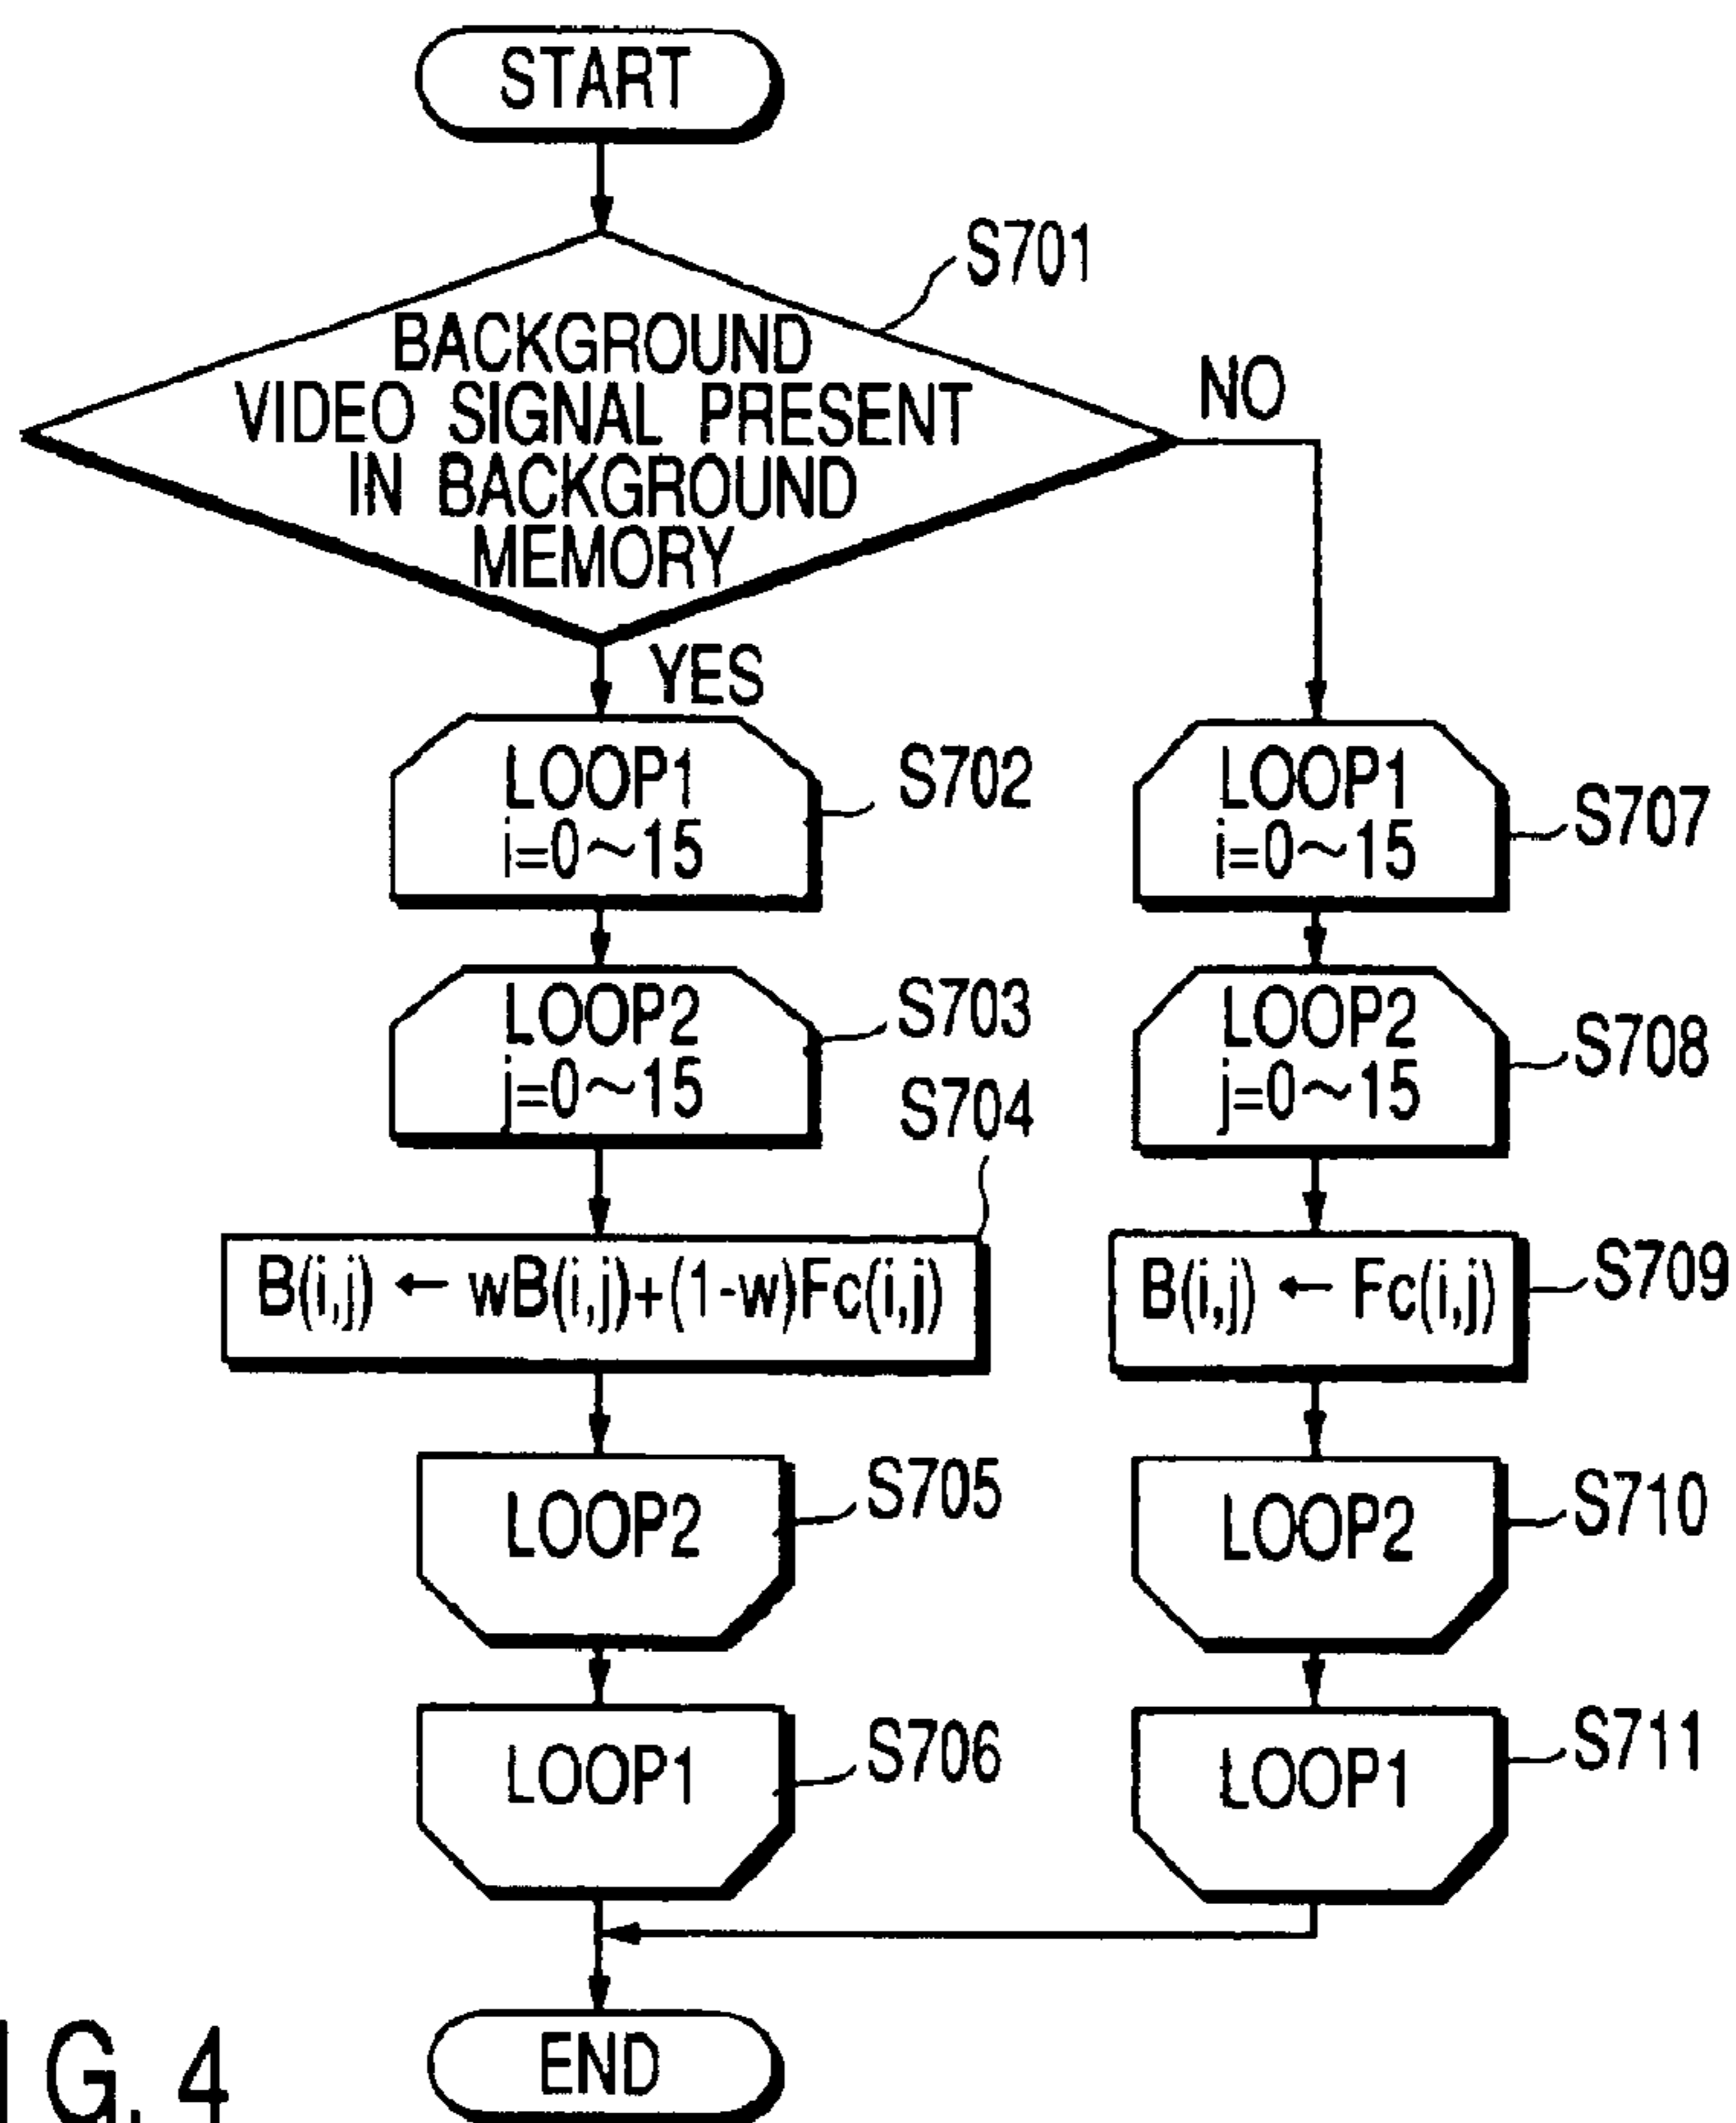 START
S701
BACKGROUND
VIDEO SIGNAL PRESENT
IN BACKGROUND
MEMORY
NO
YES
LOOP1
i=0~15
S702
LOOP1
i=0~15
S707
LOOP2
j=0~15
S703
LOOP2
j=0~15
S708
S704
B(i,j) ← wB(i,j)+(1-w)Fc(i,j)
B(i,j) ← Fc(i,j)
S709
LOOP2
S705
LOOP2
S710
LOOP1
S706
LOOP1
S711
END
IG. 4